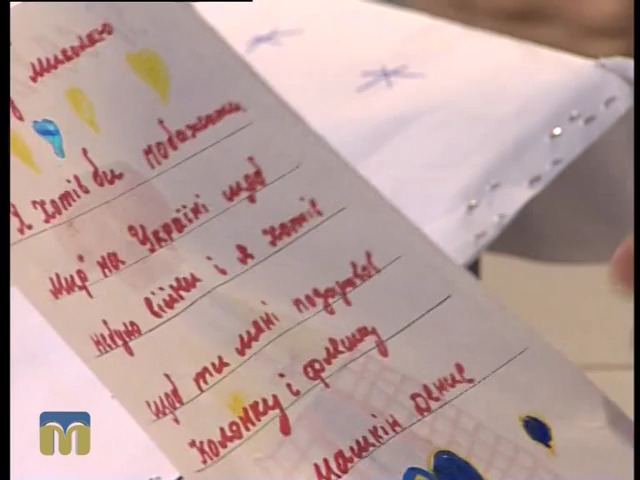 миколаю
Я Хотів би побажати
мир на Україні щоб
небуло війни і я хотів
щоб ти мені подарував
колонку і флешку
Машкін Денис
М